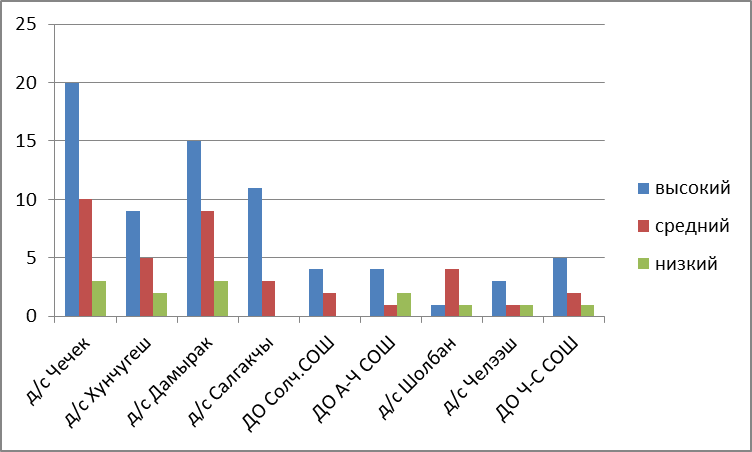 25
20
15
10
5
0
д/с Чечек
д/с Хунчугеш
д/с Дамырак
д/с Салгакчы
ДО Солч.СОШ
ДО А-Ч СОШ
д/с Шолбан
д/с Челээш
ДО Ч-С СОШ
высокий
средний
низкий